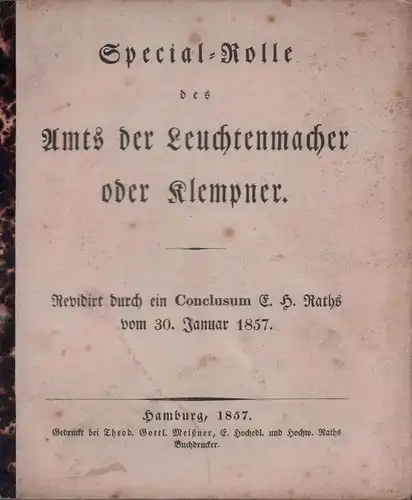 Special-Rolle
des
Amts der Leuchtenmacher
oder Klempner.
Revidirt durch ein Conclusum E. H. Raths
vom 30. Januar 1857.
Hamburg, 1857.
Gedruckt bei Theod. Gottl. Meißner, E. Hochedl. und Hochw. Raths
Buchdrucker.